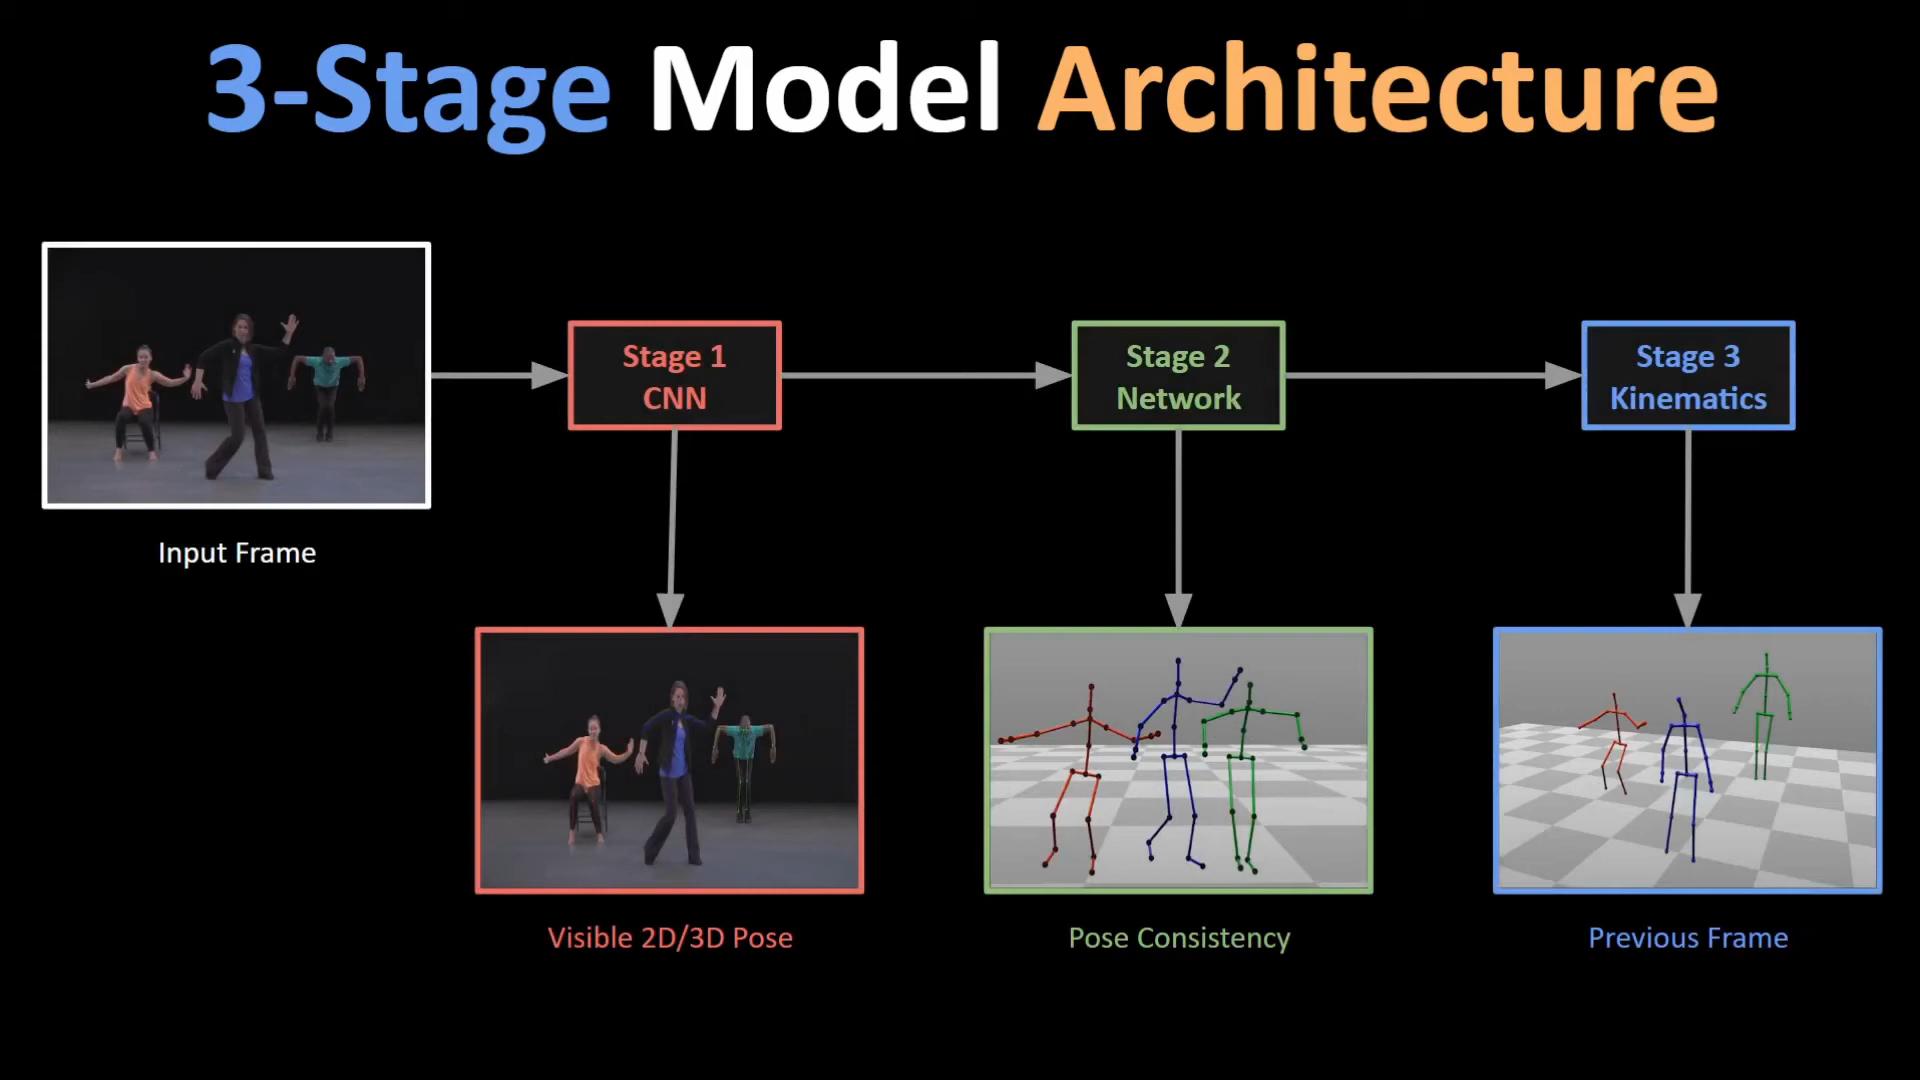 3-Stage Model Architecture
Stage 1
CNN
Stage 2
Network
Stage 3
Kinematics
Input Frame
Visible 2D/3D Pose
Pose Consistency
Previous Frame